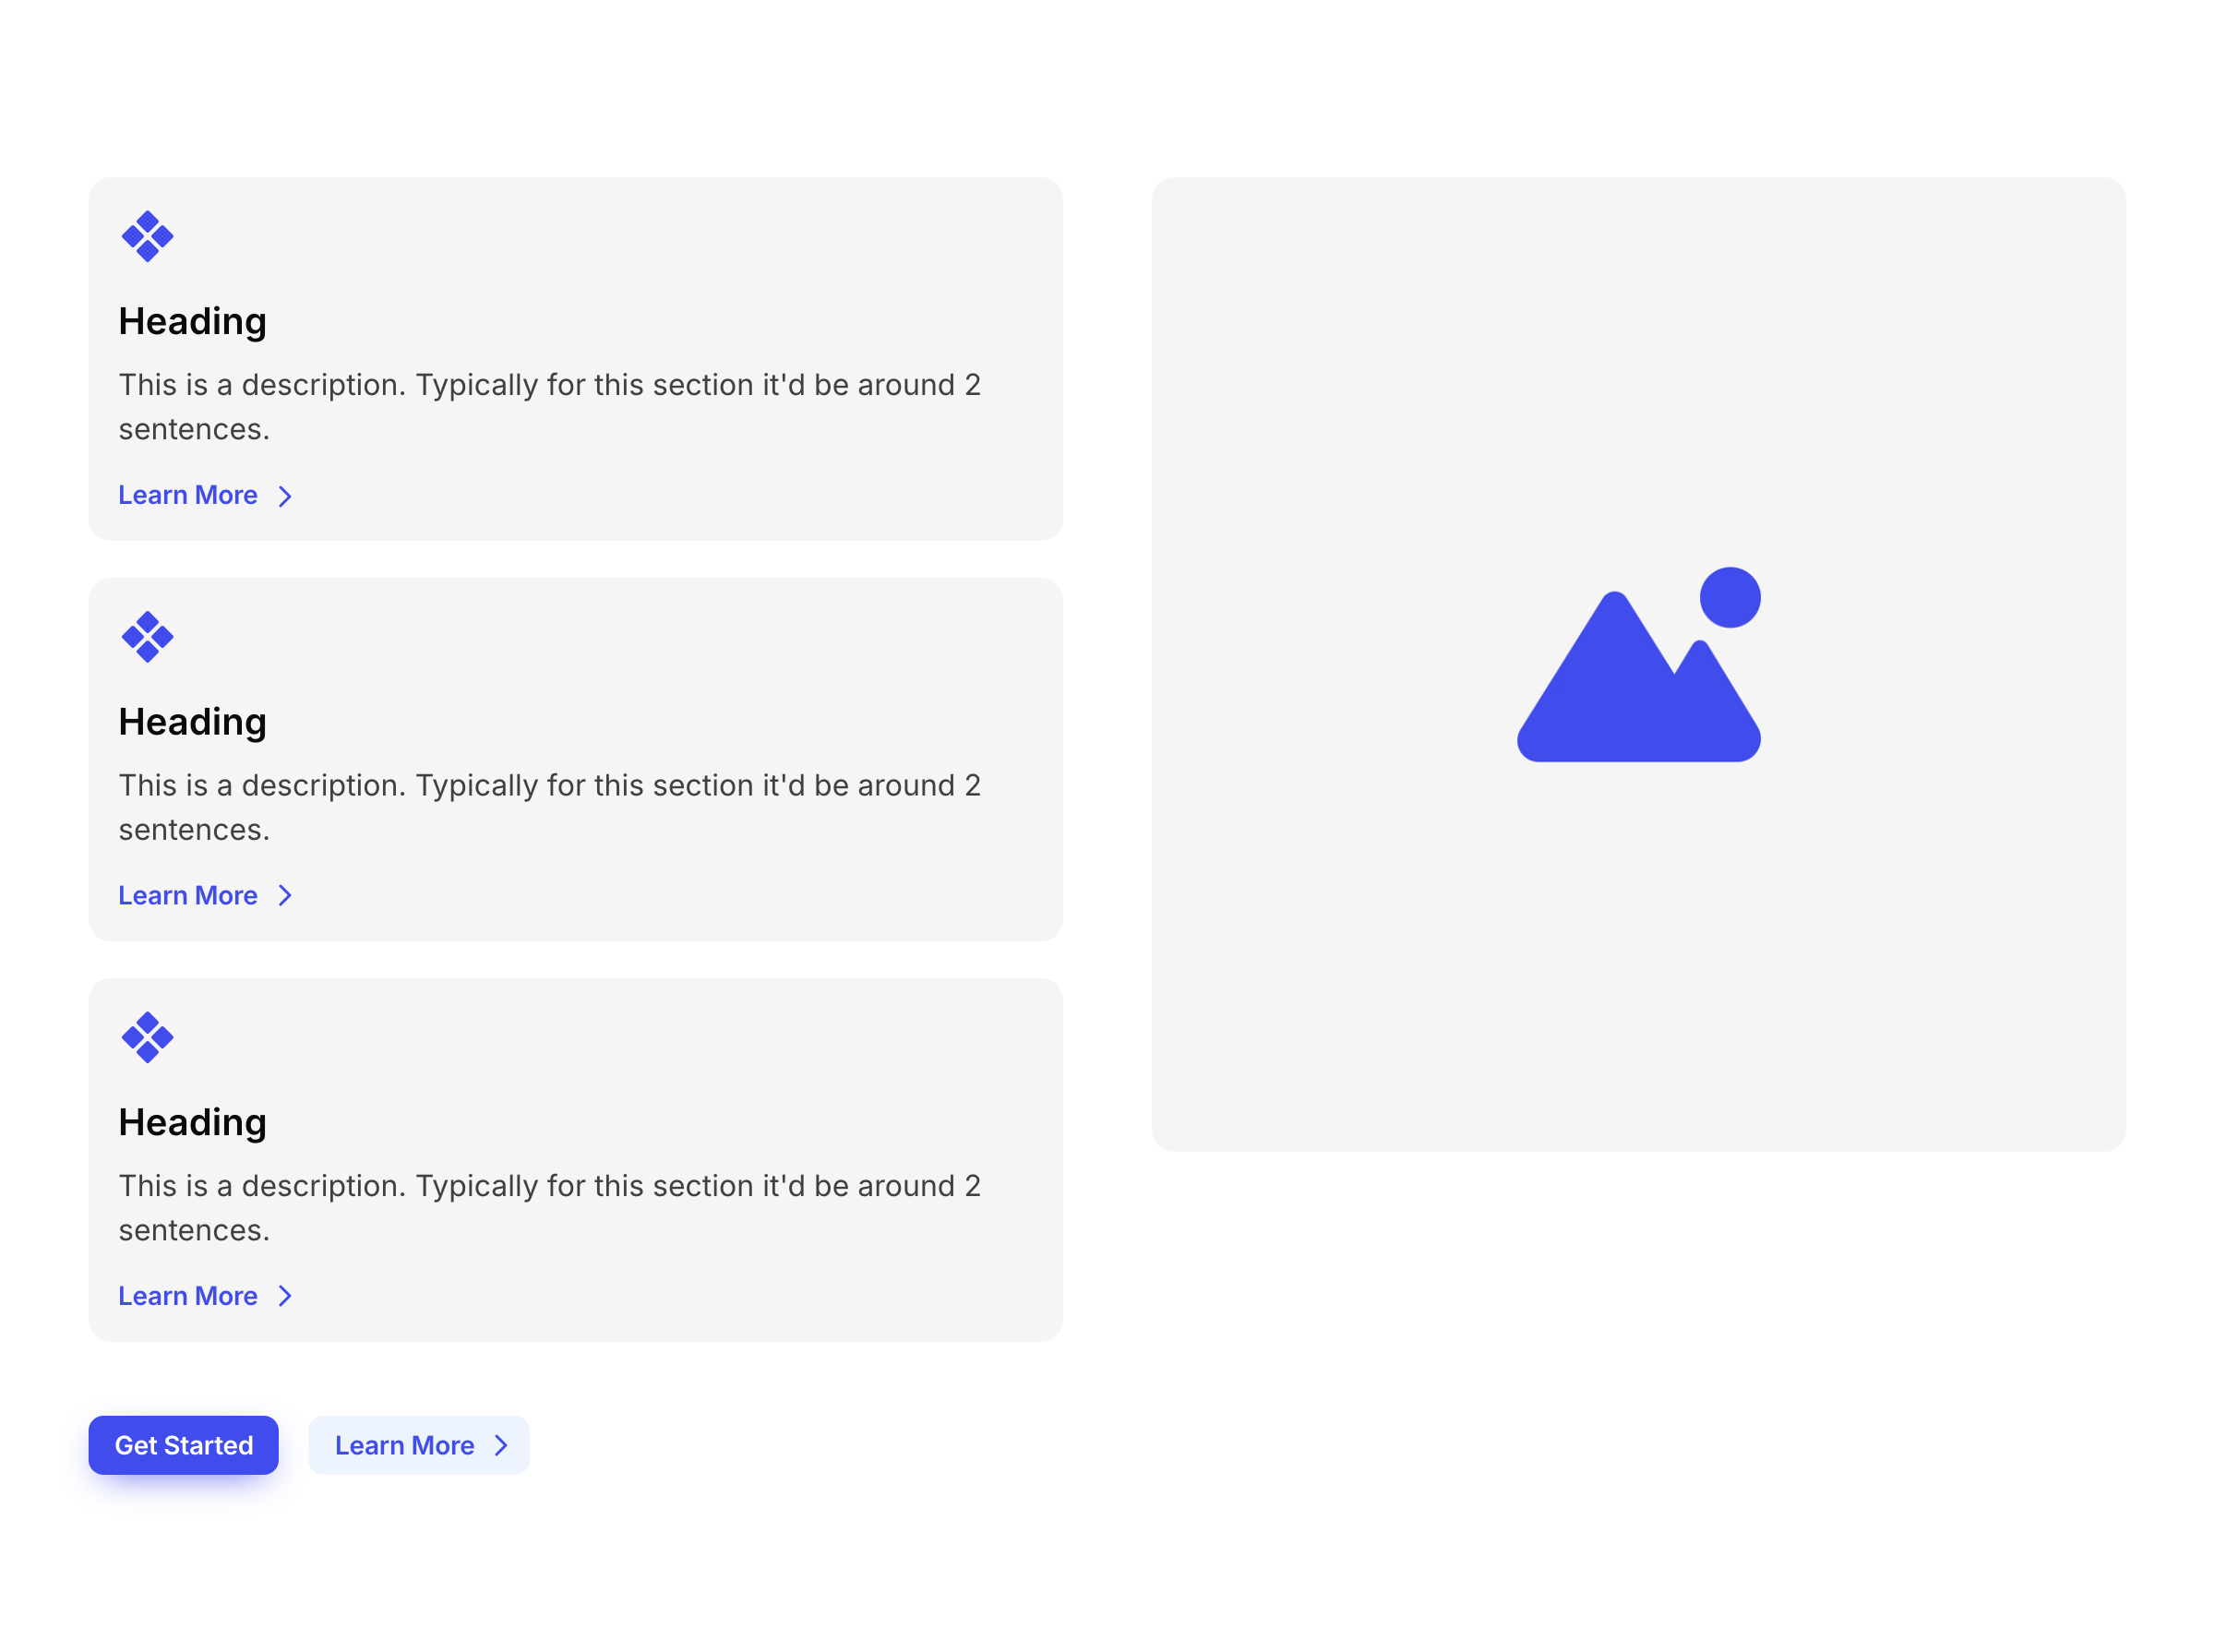 Heading
This is a description. Typically for this section it'd be around 2
sentences.
Learn More
Heading
This is a description. Typically for this section it'd be around 2
sentences.
Learn More
Heading
This is a description. Typically for this section it'd be around 2
sentences.
Learn More
Get Started
Learn More